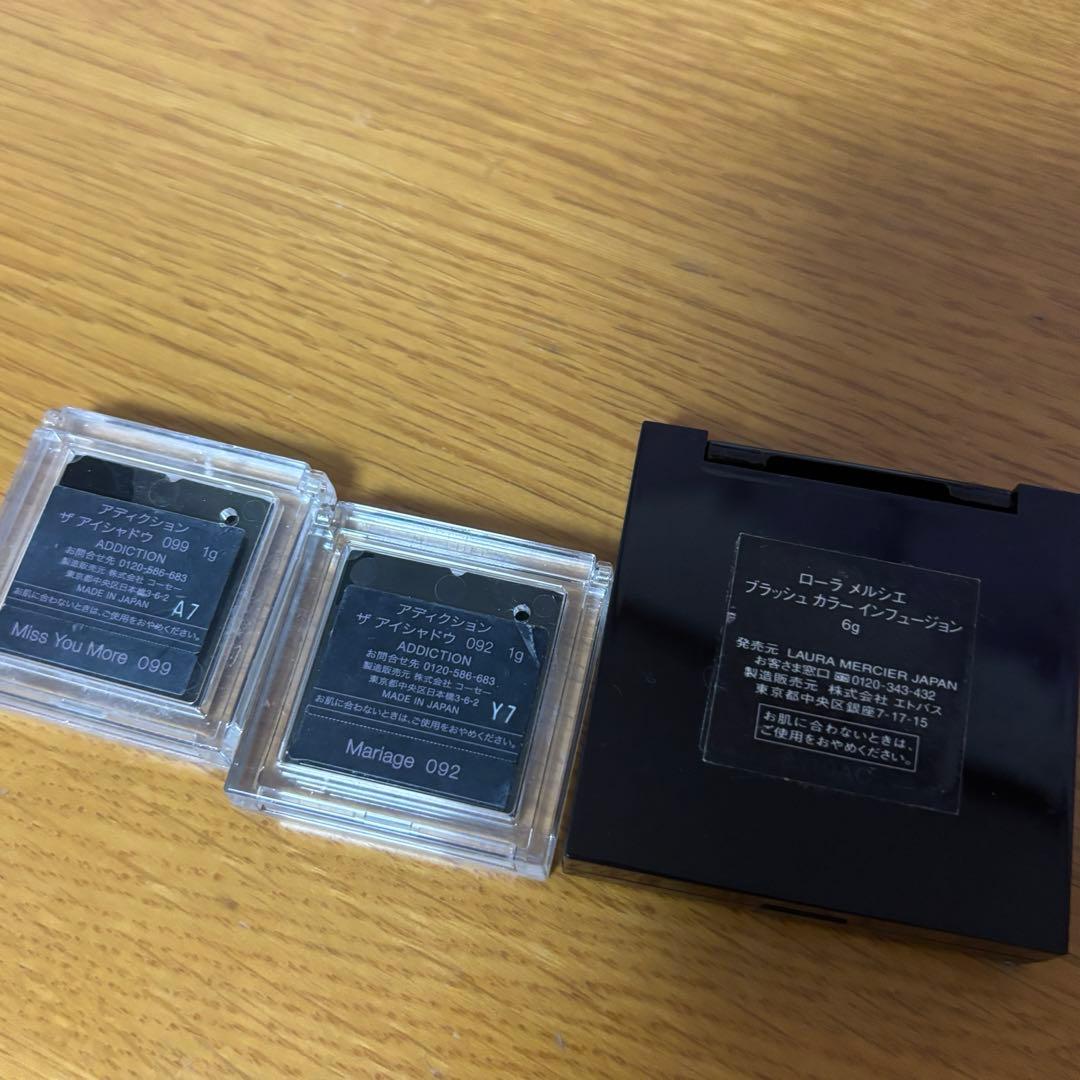 アディクション
ザ アイシャドウ 099 1g
ADDICTION
お問合せ先 0120-586-683
製造販売元 株式会社 コーセー
東京都中央区日本橋3-6-2
MADE IN JAPAN
A7
お肌に合わないときは、ご使用をおやめください。
Miss You More 099
アディクション
ザ アイシャドウ 092 1g
ADDICTION
お問合せ先 0120-586-683
製造販売元 株式会社 コーセー
東京都中央区日本橋3-6-2
MADE IN JAPAN
Y7
お肌に合わないときは、ご使用をおやめください。
Mariage 092
ローラ メルシエ
ブラッシュ カラー インフュージョン
6g
発売元 LAURA MERCIER JAPAN
お客さま窓口 0120-343-432
製造販売元 株式会社 エトバス
東京都中央区銀座7-17-15
お肌に合わないときは、
ご使用をおやめください。